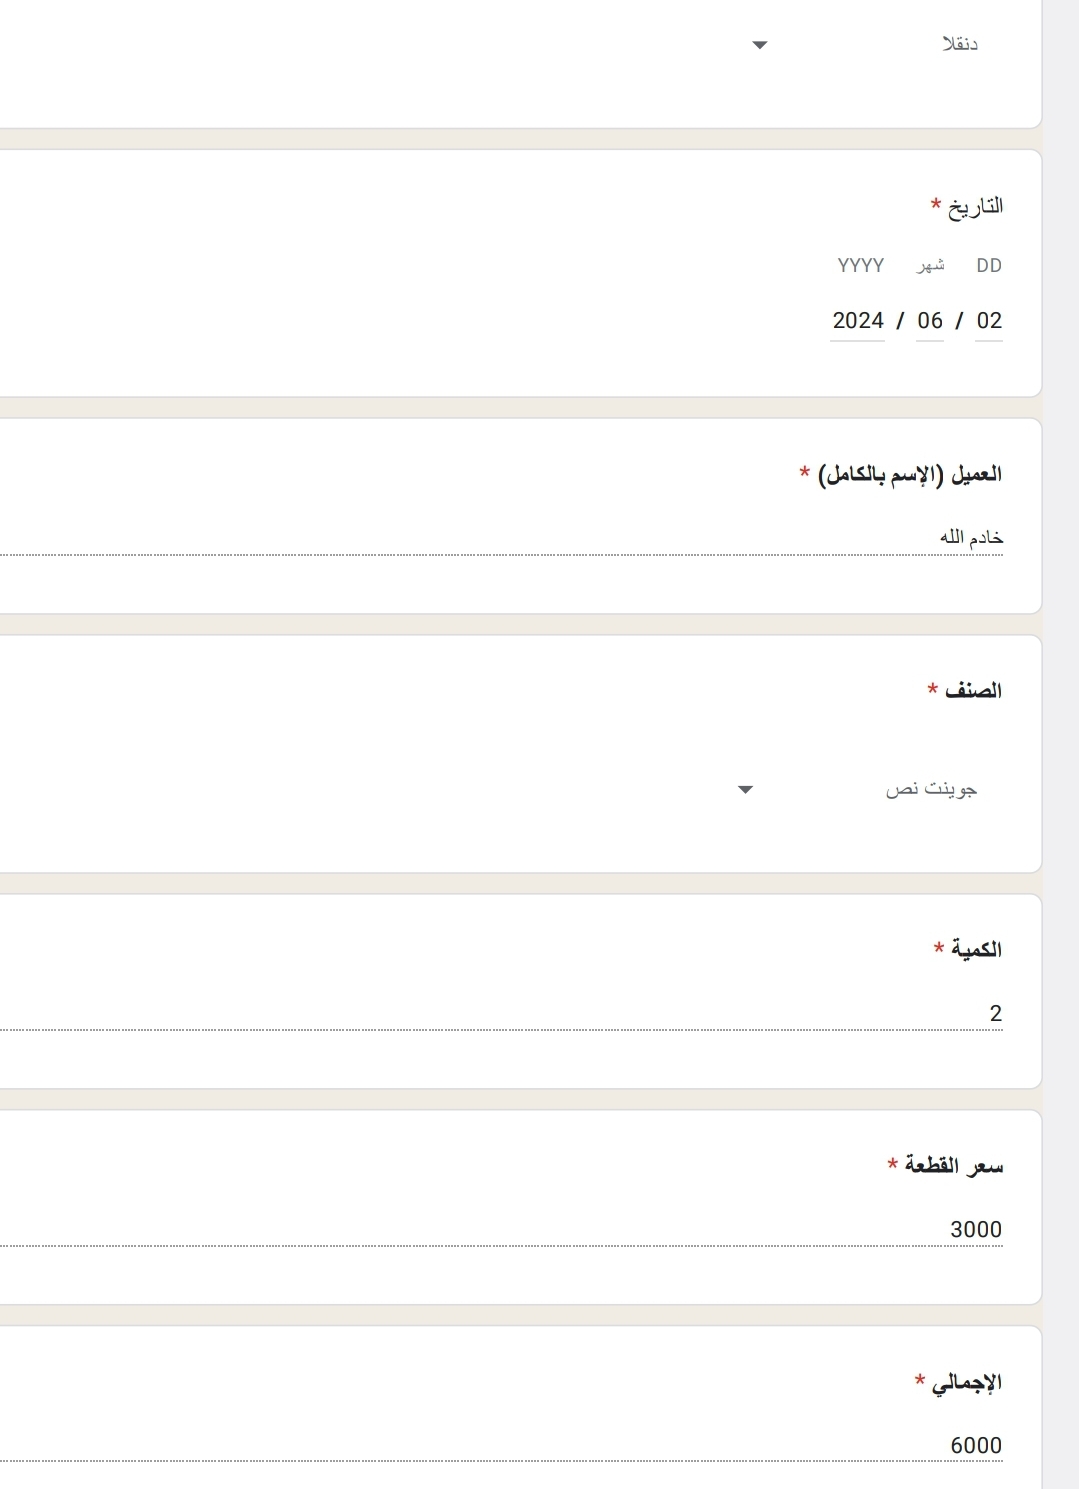 دنقلا
التاريخ *
DD شهر YYYY
02 / 06 / 2024
العميل (الإسم بالكامل) *
خادم الله
الصنف *
جوينت نص
الكمية *
2
سعر القطعة *
3000
الإجمالي *
6000